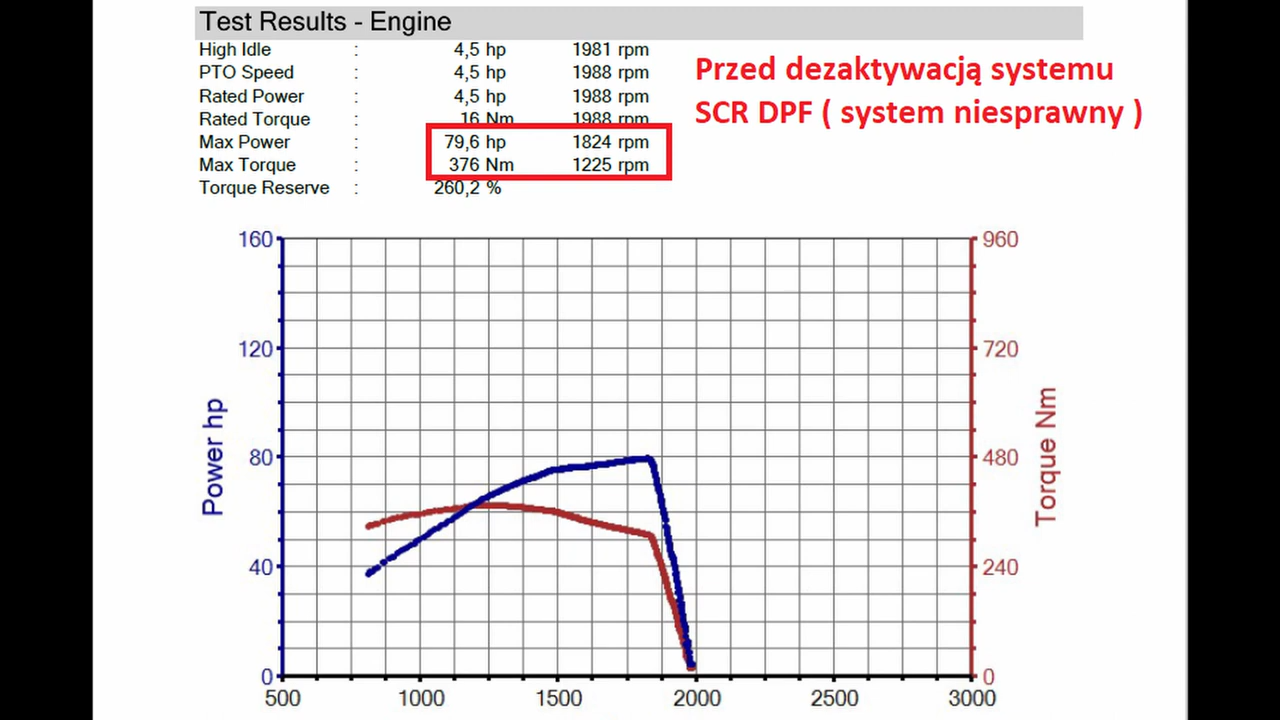 Test Results - Engine
High Idle : 4,5 hp 1981 rpm
PTO Speed : 4,5 hp 1988 rpm
Rated Power : 4,5 hp 1988 rpm
Rated Torque : 16 Nm 1988 rpm
Max Power : 79,6 hp 1824 rpm
Max Torque : 376 Nm 1225 rpm
Torque Reserve : 260,2 %
Przed dezaktywacją systemu
SCR DPF ( system niesprawny )
160
120
80
40
0
Power hp
960
720
480
240
0
Torque Nm
500 1000 1500 2000 2500 3000